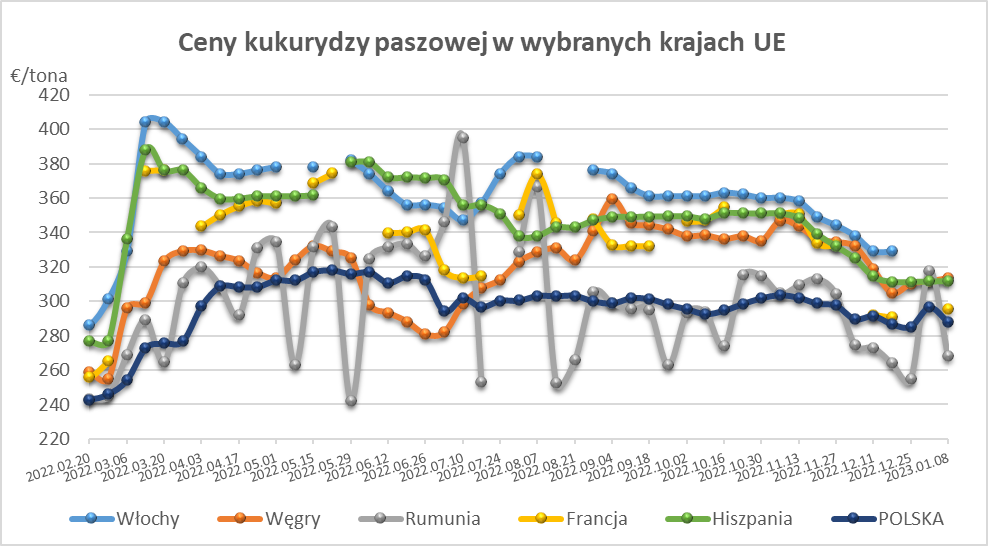 Ceny kukurydzy paszowej w wybranych krajach UE
€/tona
420
400
380
360
340
320
300
280
260
240
220
2022.02.20 2022.03.06 2022.03.20 2022.04.03 2022.04.17 2022.05.01 2022.05.15 2022.05.29 2022.06.12 2022.06.26 2022.07.10 2022.07.24 2022.08.07 2022.08.21 2022.09.04 2022.09.18 2022.10.02 2022.10.16 2022.10.30 2022.11.13 2022.11.27 2022.12.11 2022.12.25 2023.01.08
Włochy Węgry Rumunia Francja Hiszpania POLSKA